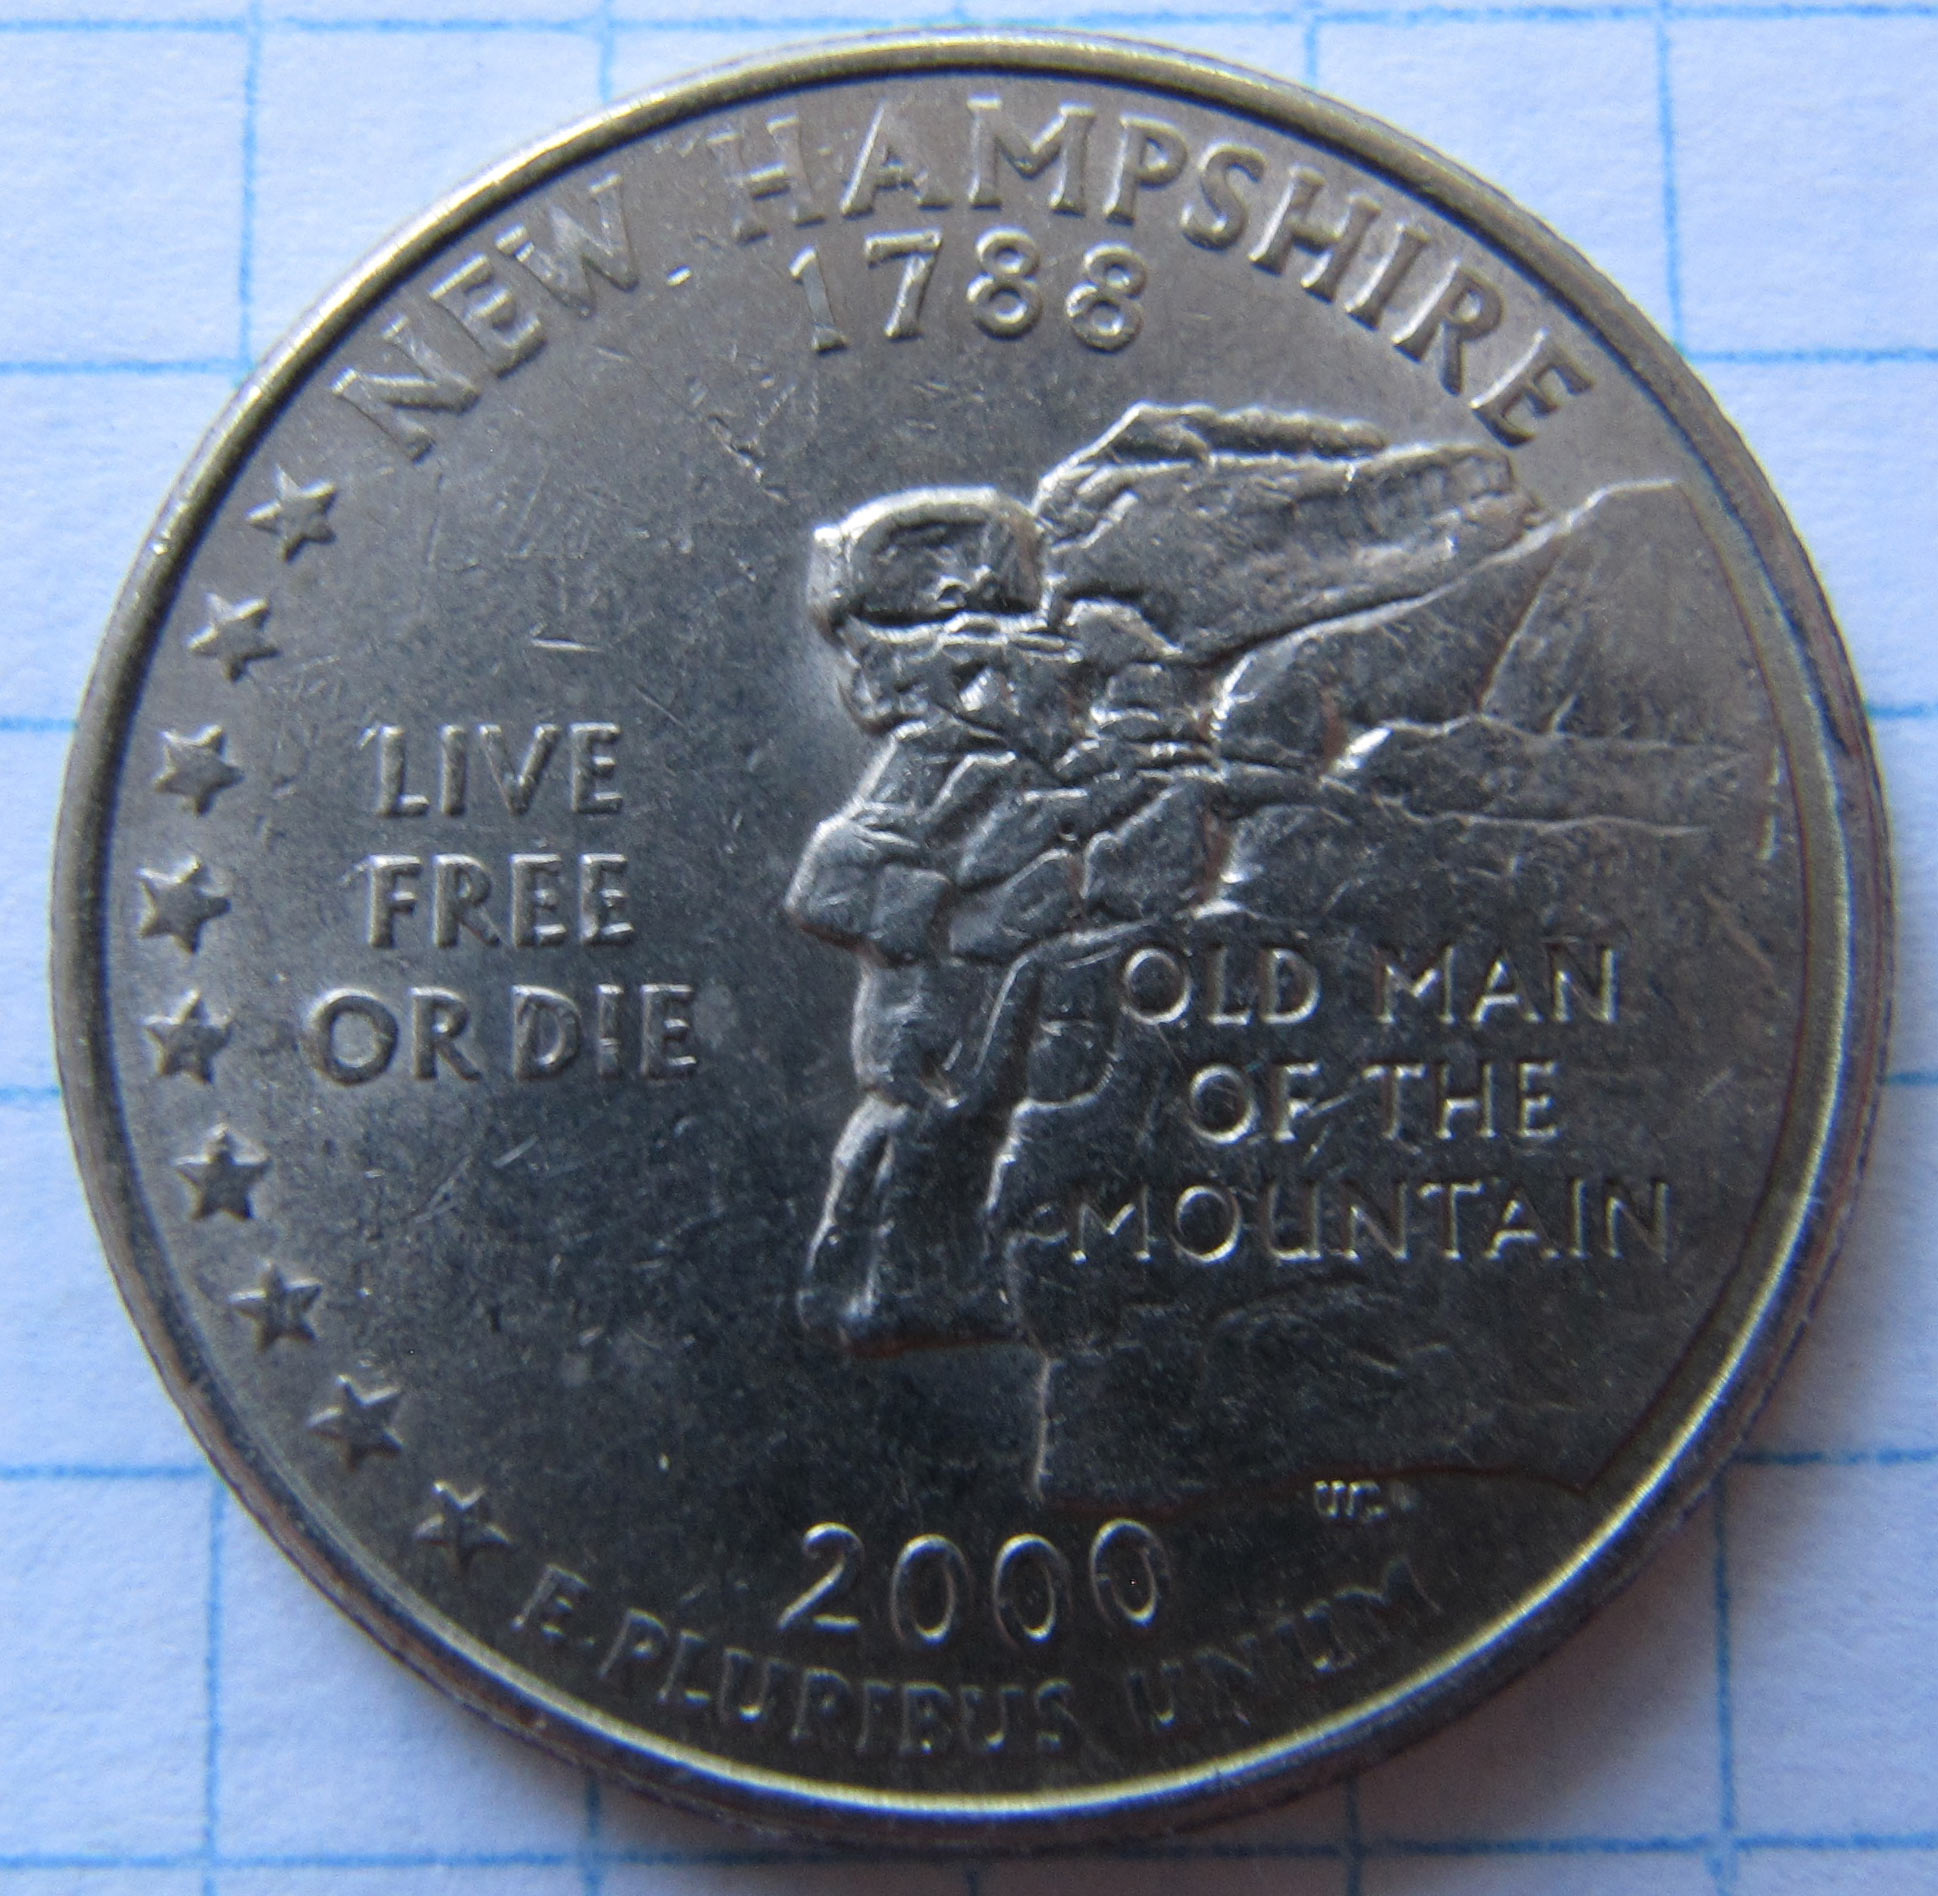 NEW HAMPSHIRE
1788
LIVE
FREE
OR DIE
OLD MAN
OF THE
MOUNTAIN
2000
E PLURIBUS UNUM